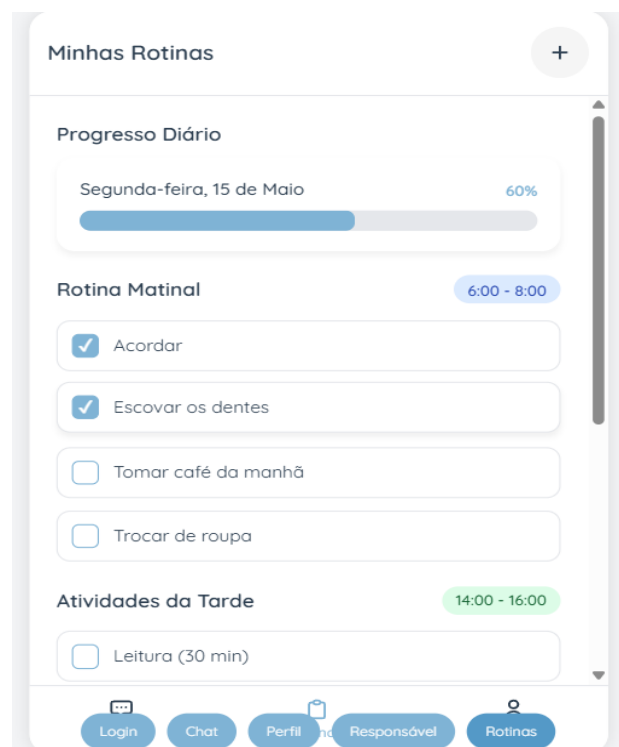 Minhas Rotinas
+
Progresso Diário
Segunda-feira, 15 de Maio 60%
Rotina Matinal 6:00 - 8:00
Acordar
Escovar os dentes
Tomar café da manhã
Trocar de roupa
Atividades da Tarde 14:00 - 16:00
Leitura (30 min)
Login Chat Perfil Responsável Rotinas